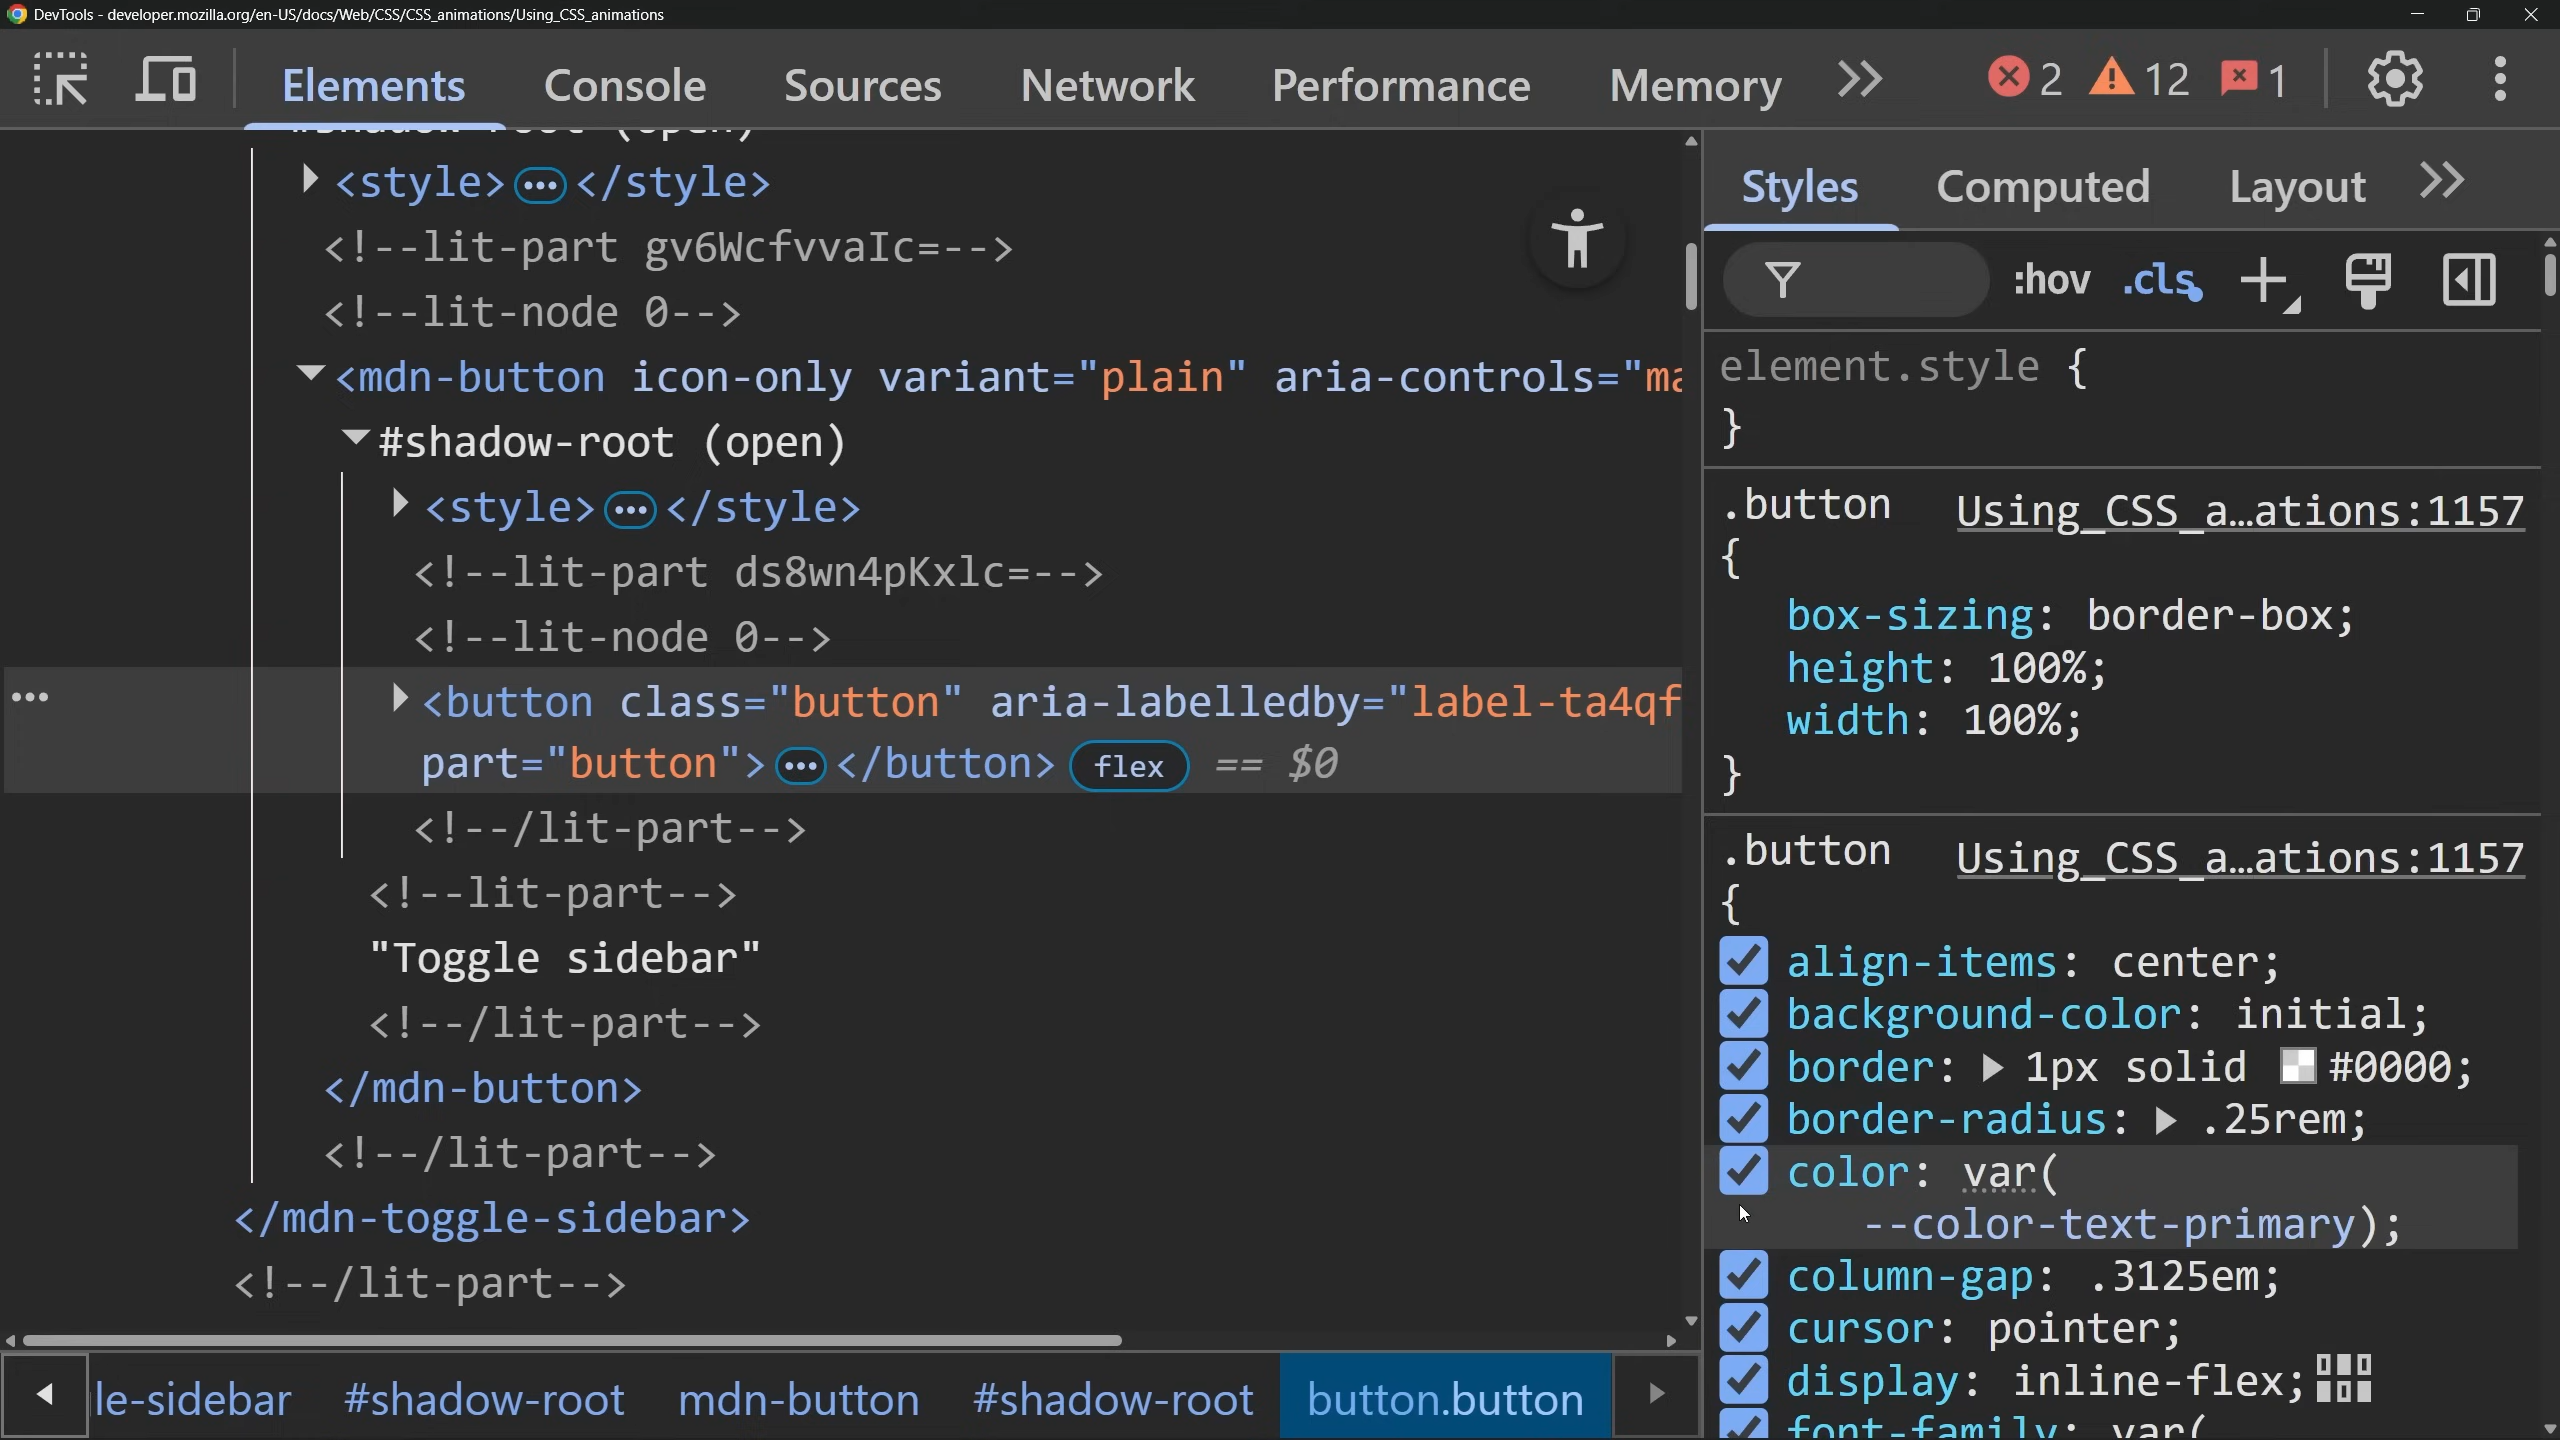 DevTools - developer.mozilla.org/en-US/docs/Web/CSS/CSS_animations/Using_CSS_animations
Elements Console Sources Network Performance Memory 2 12 1
#shadow-root (open)
<style>…</style>
<!--lit-part gv6WcfvvaIc=-->
<!--lit-node 0-->
<mdn-button icon-only variant="plain" aria-controls="ma
#shadow-root (open)
<style>…</style>
<!--lit-part ds8wn4pKxlc=-->
<!--lit-node 0-->
<button class="button" aria-labelledby="label-ta4qf
part="button">…</button> flex == $0
<!--/lit-part-->
<!--lit-part-->
"Toggle sidebar"
<!--/lit-part-->
</mdn-button>
<!--/lit-part-->
</mdn-toggle-sidebar>
<!--/lit-part-->
le-sidebar #shadow-root mdn-button #shadow-root button.button
Styles Computed Layout
:hov .cls
element.style {
}
.button Using_CSS_a…ations:1157
{
box-sizing: border-box;
height: 100%;
width: 100%;
}
.button Using_CSS_a…ations:1157
{
align-items: center;
background-color: initial;
border: 1px solid #0000;
border-radius: .25rem;
color: var(
--color-text-primary);
column-gap: .3125em;
cursor: pointer;
display: inline-flex;
font-family: var(